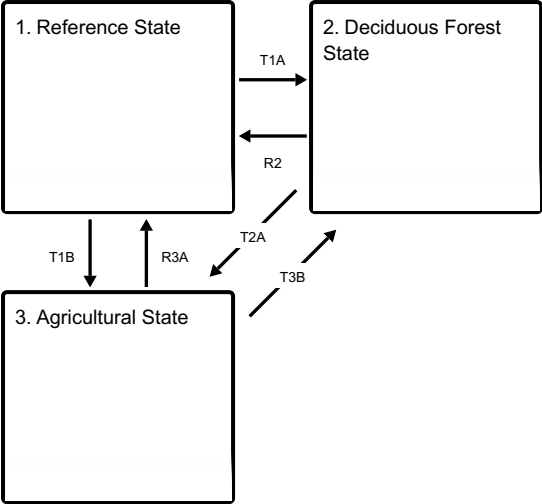 1. Reference State
2. Deciduous Forest
State
T1A
R2
T2A
T1B
R3A
T3B
3. Agricultural State